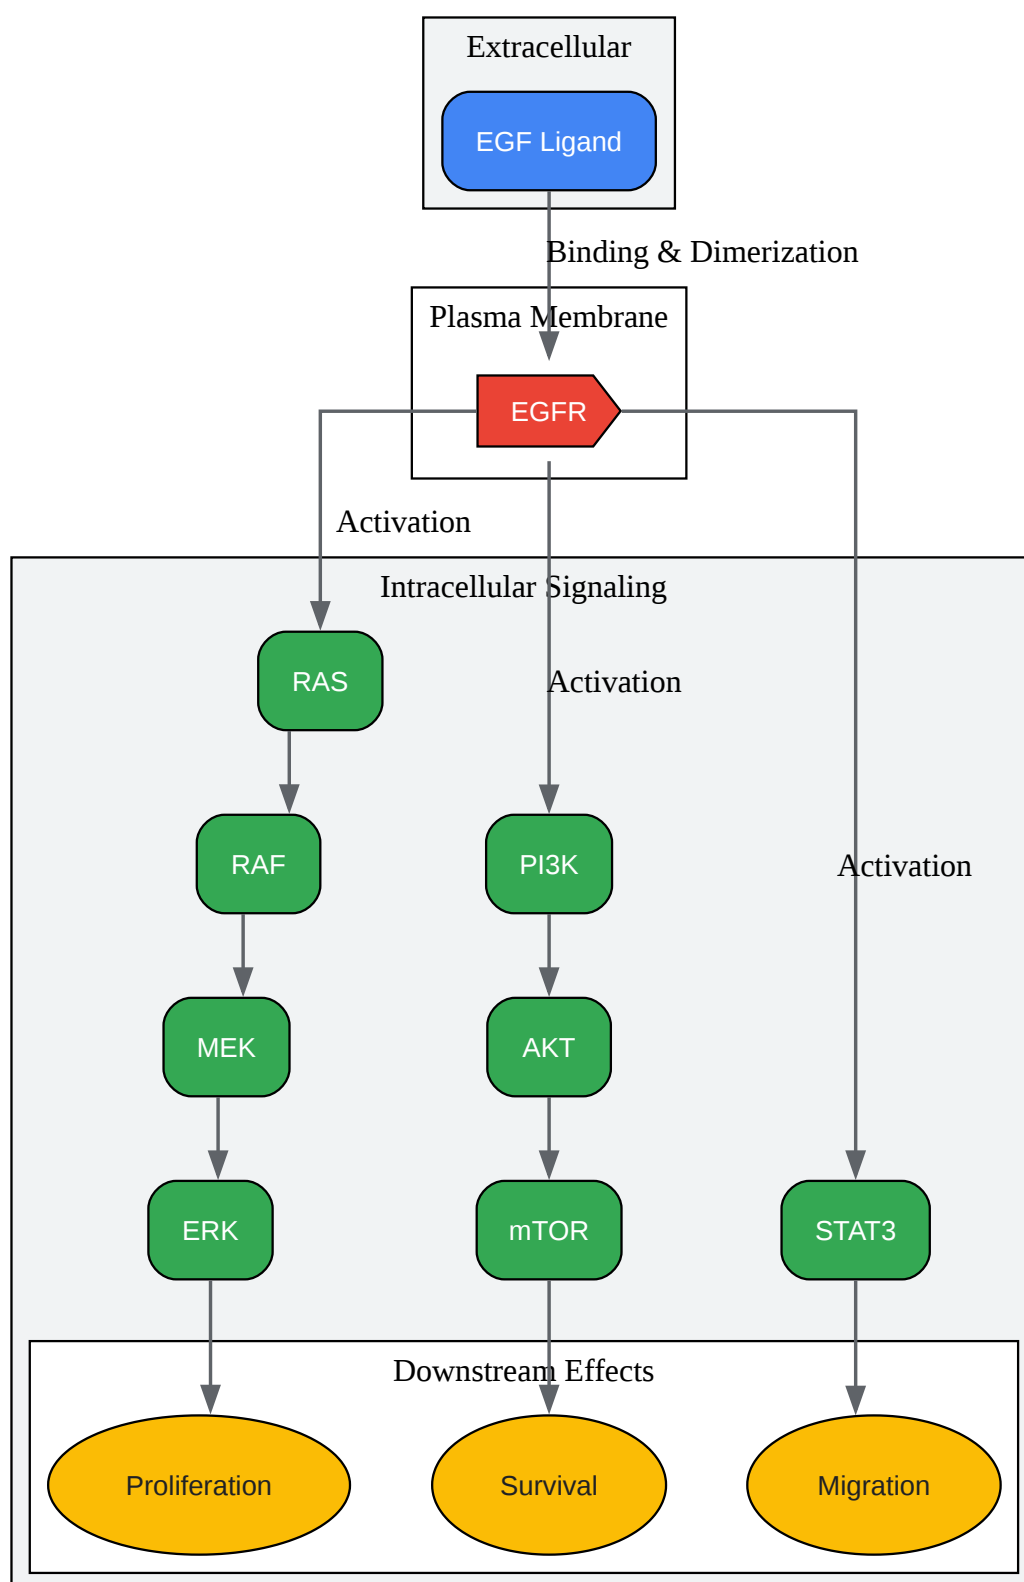 Extracellular
EGF Ligand
Binding & Dimerization
Plasma Membrane
EGFR
Activation
Intracellular Signaling
RAS
Activation
RAF
PI3K
Activation
MEK
AKT
ERK
mTOR
STAT3
Downstream Effects
Proliferation
Survival
Migration